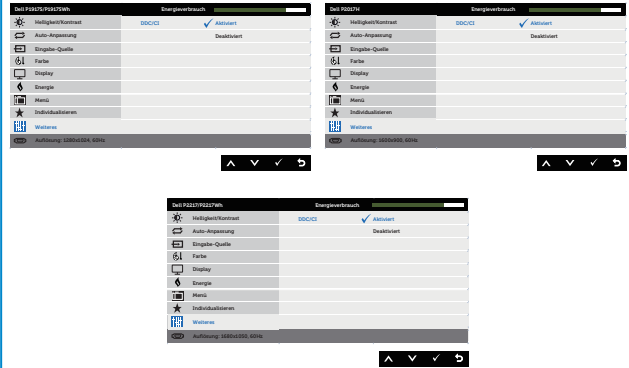 Dell P1917S/P1917SWh Energieverbrauch
Helligkeit/Kontrast DDC/CI Aktiviert
Auto-Anpassung Deaktiviert
Eingabe-Quelle
Farbe
Display
Energie
Menü
Individualisieren
Weiteres
Auflösung: 1280x1024, 60Hz
Dell P2017H Energieverbrauch
Helligkeit/Kontrast DDC/CI Aktiviert
Auto-Anpassung Deaktiviert
Eingabe-Quelle
Farbe
Display
Energie
Menü
Individualisieren
Weiteres
Auflösung: 1600x900, 60Hz
Dell P2217/P2217Wh Energieverbrauch
Helligkeit/Kontrast DDC/CI Aktiviert
Auto-Anpassung Deaktiviert
Eingabe-Quelle
Farbe
Display
Energie
Menü
Individualisieren
Weiteres
Auflösung: 1680x1050, 60Hz